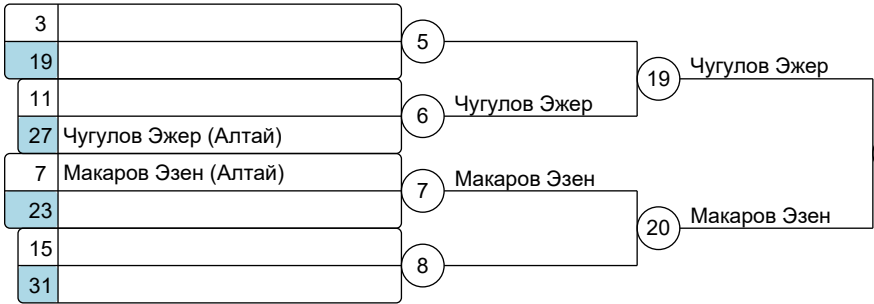 3
5
19
19 Чугулов Эжер
11
6 Чугулов Эжер
27 Чугулов Эжер (Алтай)
7 Макаров Эзен (Алтай)
7 Макаров Эзен
23
20 Макаров Эзен
15
8
31